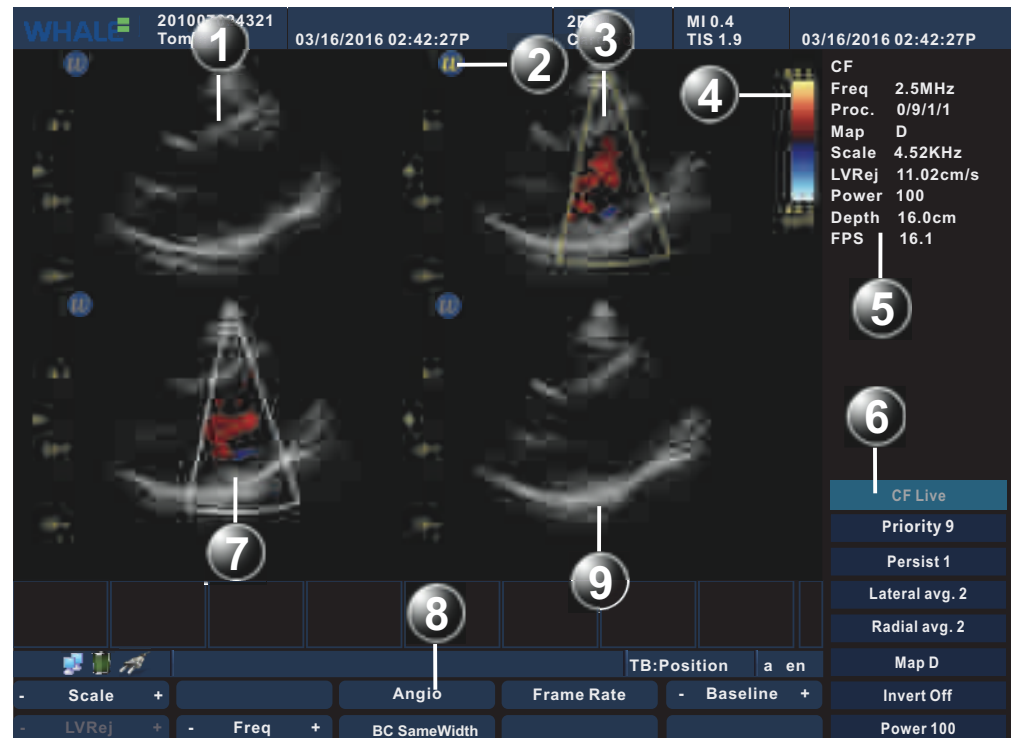 WHALE
Tom
03/16/2016 02:42:27P
MI 0.4
TIS 1.9
03/16/2016 02:42:27P
1
2
3
4
CF
Freq 2.5MHz
Proc. 0/9/1/1
Map D
Scale 4.52KHz
LVRej 11.02cm/s
Power 100
Depth 16.0cm
FPS 16.1
5
6
7
8
9
CF Live
Priority 9
Persist 1
Lateral avg. 2
Radial avg. 2
Map D
Invert Off
Power 100
TB:Position a en
- Scale +
Angio
Frame Rate
- Baseline +
- LVRej +
- Freq +
BC SameWidth